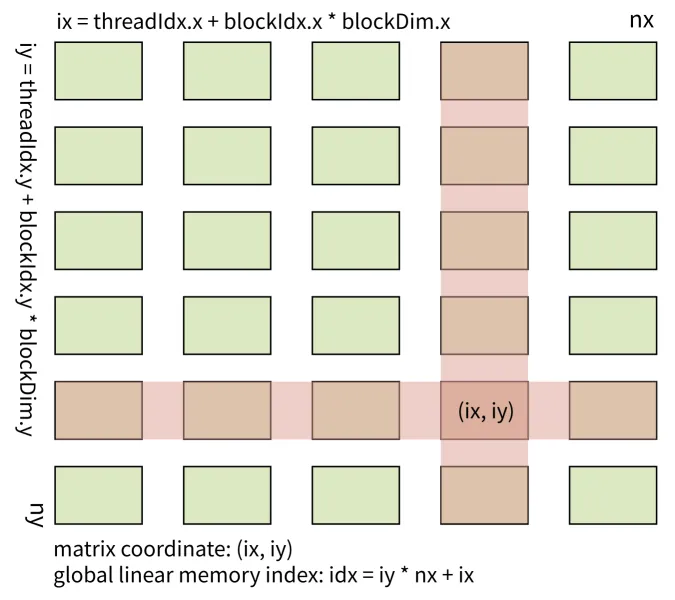 ix = threadIdx.x + blockIdx.x * blockDim.x
nx
iy = threadIdx.y + blockIdx.y * blockDim.y
(ix, iy)
ny
matrix coordinate: (ix, iy)
global linear memory index: idx = iy * nx + ix